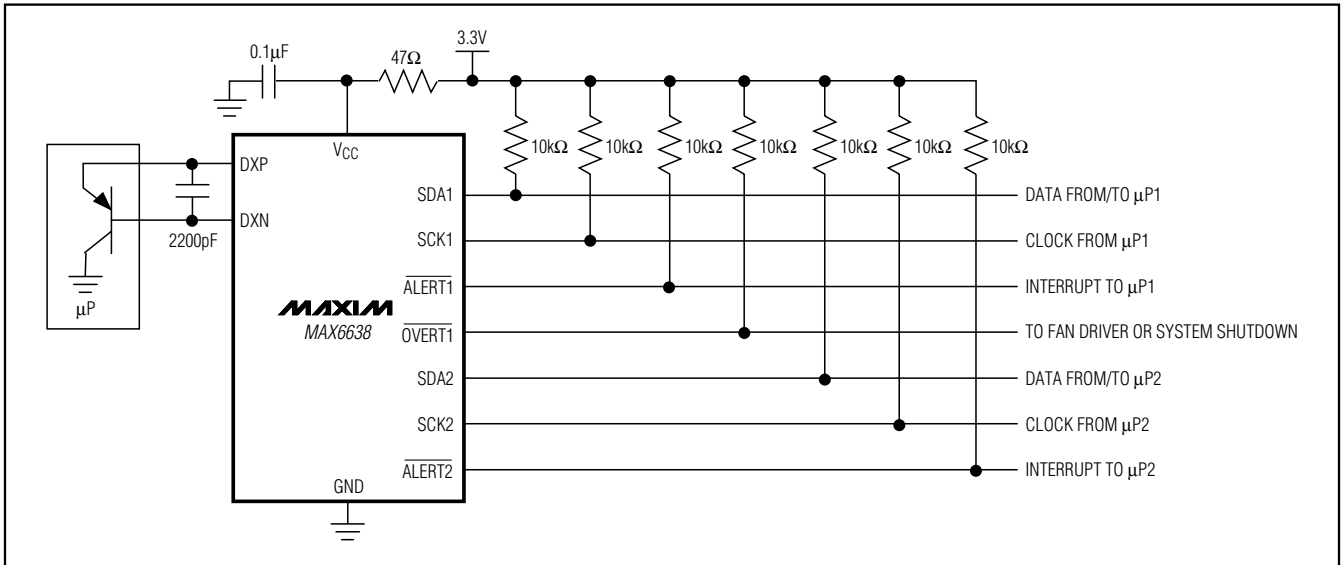 3.3V
0.1μF
47Ω
10kΩ 10kΩ 10kΩ 10kΩ 10kΩ 10kΩ 10kΩ
VCC
DXP
DXN
2200pF
μP
MAXIM
MAX6638
GND
SDA1 DATA FROM/TO μP1
SCK1 CLOCK FROM μP1
ALERT1 INTERRUPT TO μP1
OVERT1 TO FAN DRIVER OR SYSTEM SHUTDOWN
SDA2 DATA FROM/TO μP2
SCK2 CLOCK FROM μP2
ALERT2 INTERRUPT TO μP2